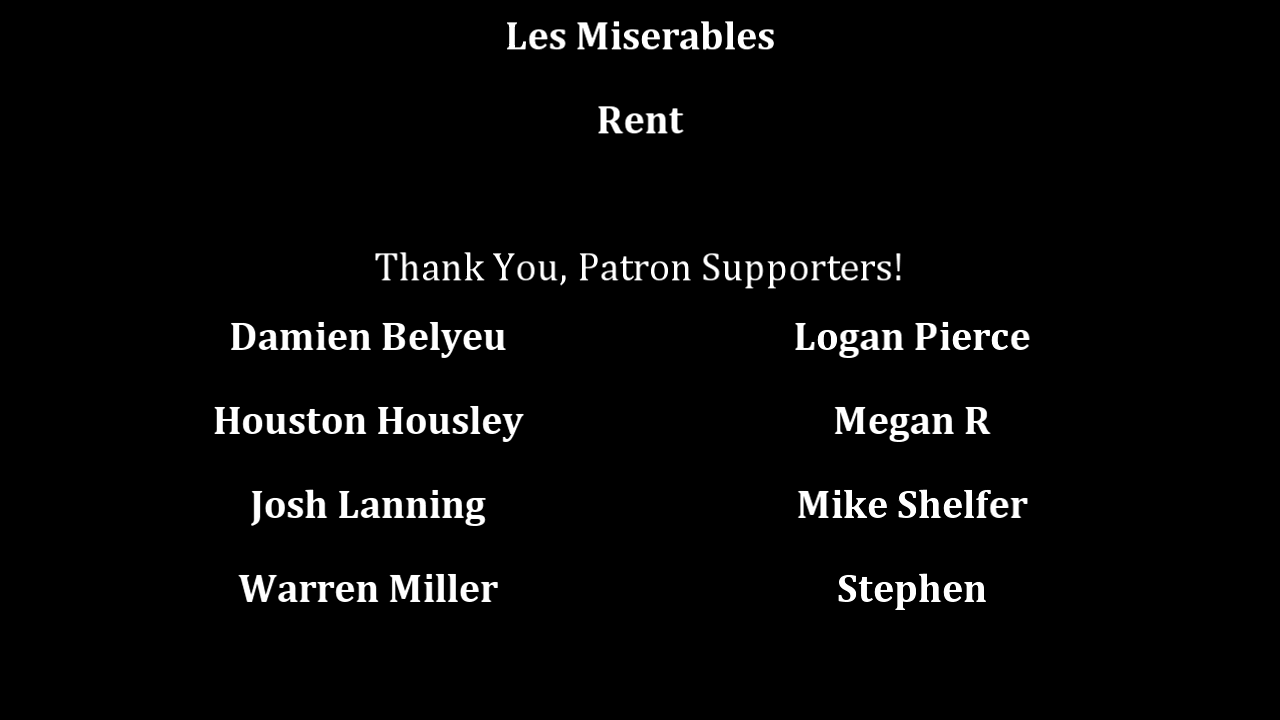 Les Miserables
Rent
Thank You, Patron Supporters!
Damien Belyeu
Logan Pierce
Houston Housley
Megan R
Josh Lanning
Mike Shelfer
Warren Miller
Stephen